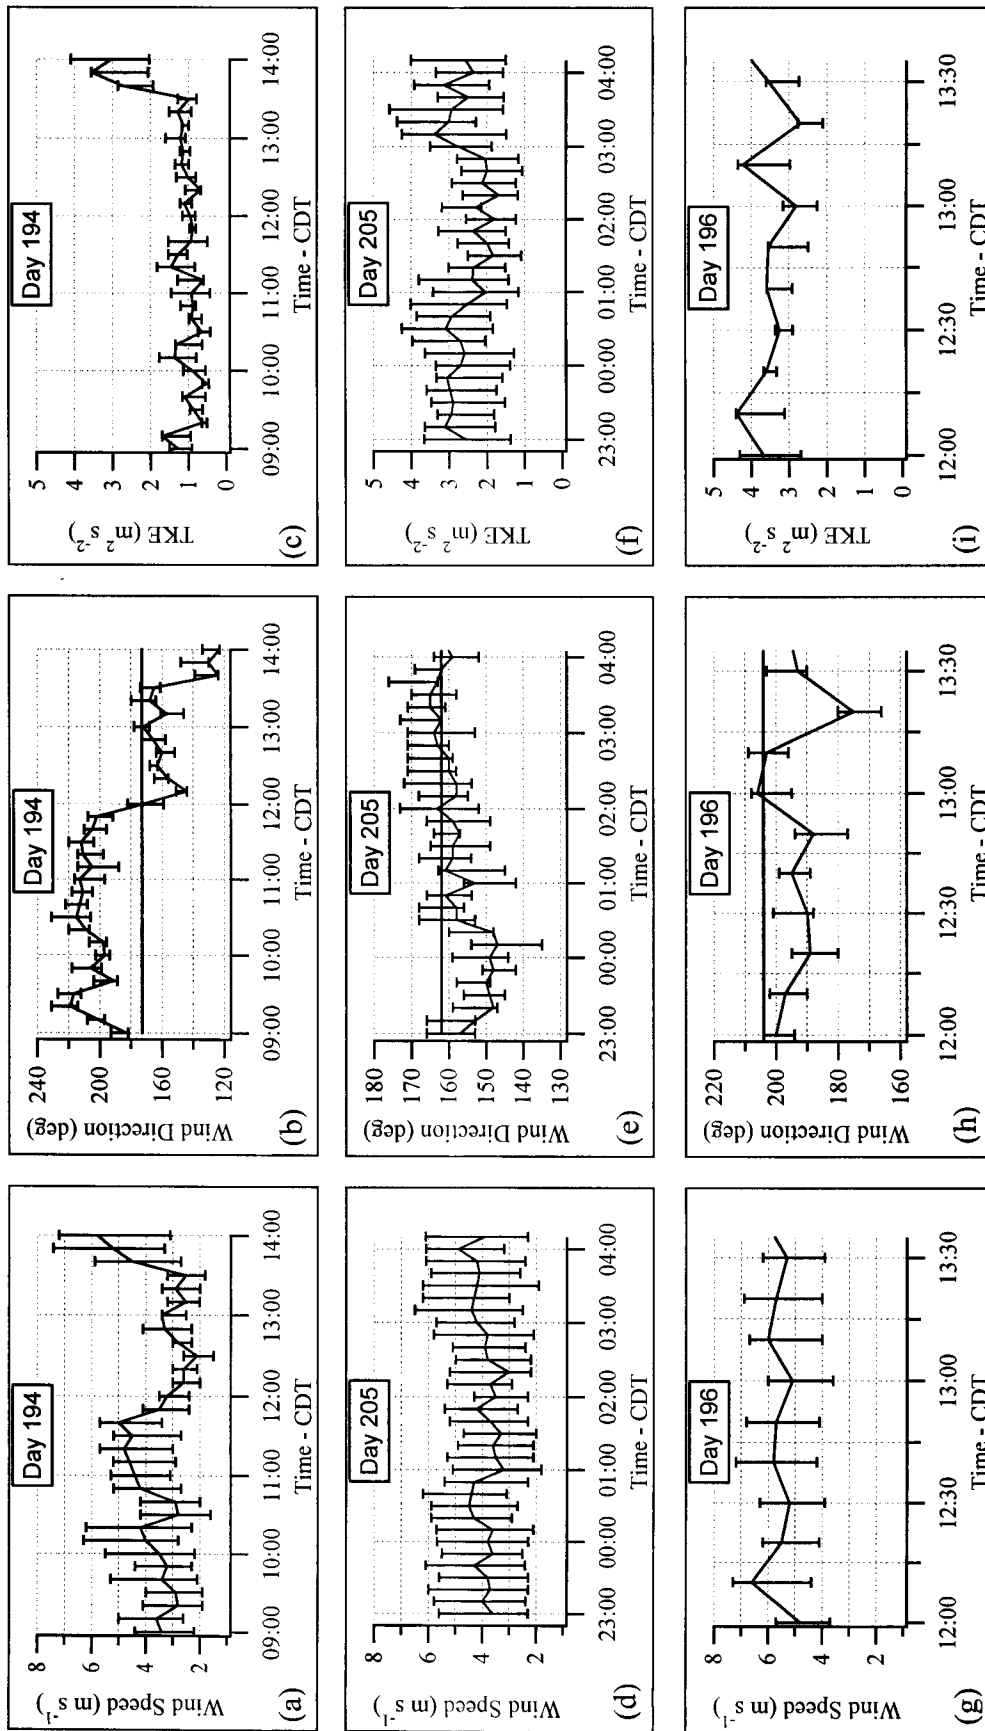 Day 194
8
6
4
2
Wind Speed (m s⁻¹)
09:00 10:00 11:00 12:00 13:00 14:00
Time - CDT
(a)
Day 194
240
200
160
120
Wind Direction (deg)
09:00 10:00 11:00 12:00 13:00 14:00
Time - CDT
(b)
Day 194
5
4
3
2
1
0
TKE (m² s⁻²)
09:00 10:00 11:00 12:00 13:00 14:00
Time - CDT
(c)
Day 205
8
6
4
2
Wind Speed (m s⁻¹)
23:00 00:00 01:00 02:00 03:00 04:00
Time - CDT
(d)
Day 205
180
170
160
150
140
130
Wind Direction (deg)
23:00 00:00 01:00 02:00 03:00 04:00
Time - CDT
(e)
Day 205
5
4
3
2
1
0
TKE (m² s⁻²)
23:00 00:00 01:00 02:00 03:00 04:00
Time - CDT
(f)
Day 196
8
6
4
2
Wind Speed (m s⁻¹)
12:00 12:30 13:00 13:30
Time - CDT
(g)
Day 196
220
200
180
160
Wind Direction (deg)
12:00 12:30 13:00 13:30
Time - CDT
(h)
Day 196
5
4
3
2
1
0
TKE (m² s⁻²)
12:00 12:30 13:00 13:30
Time - CDT
(i)